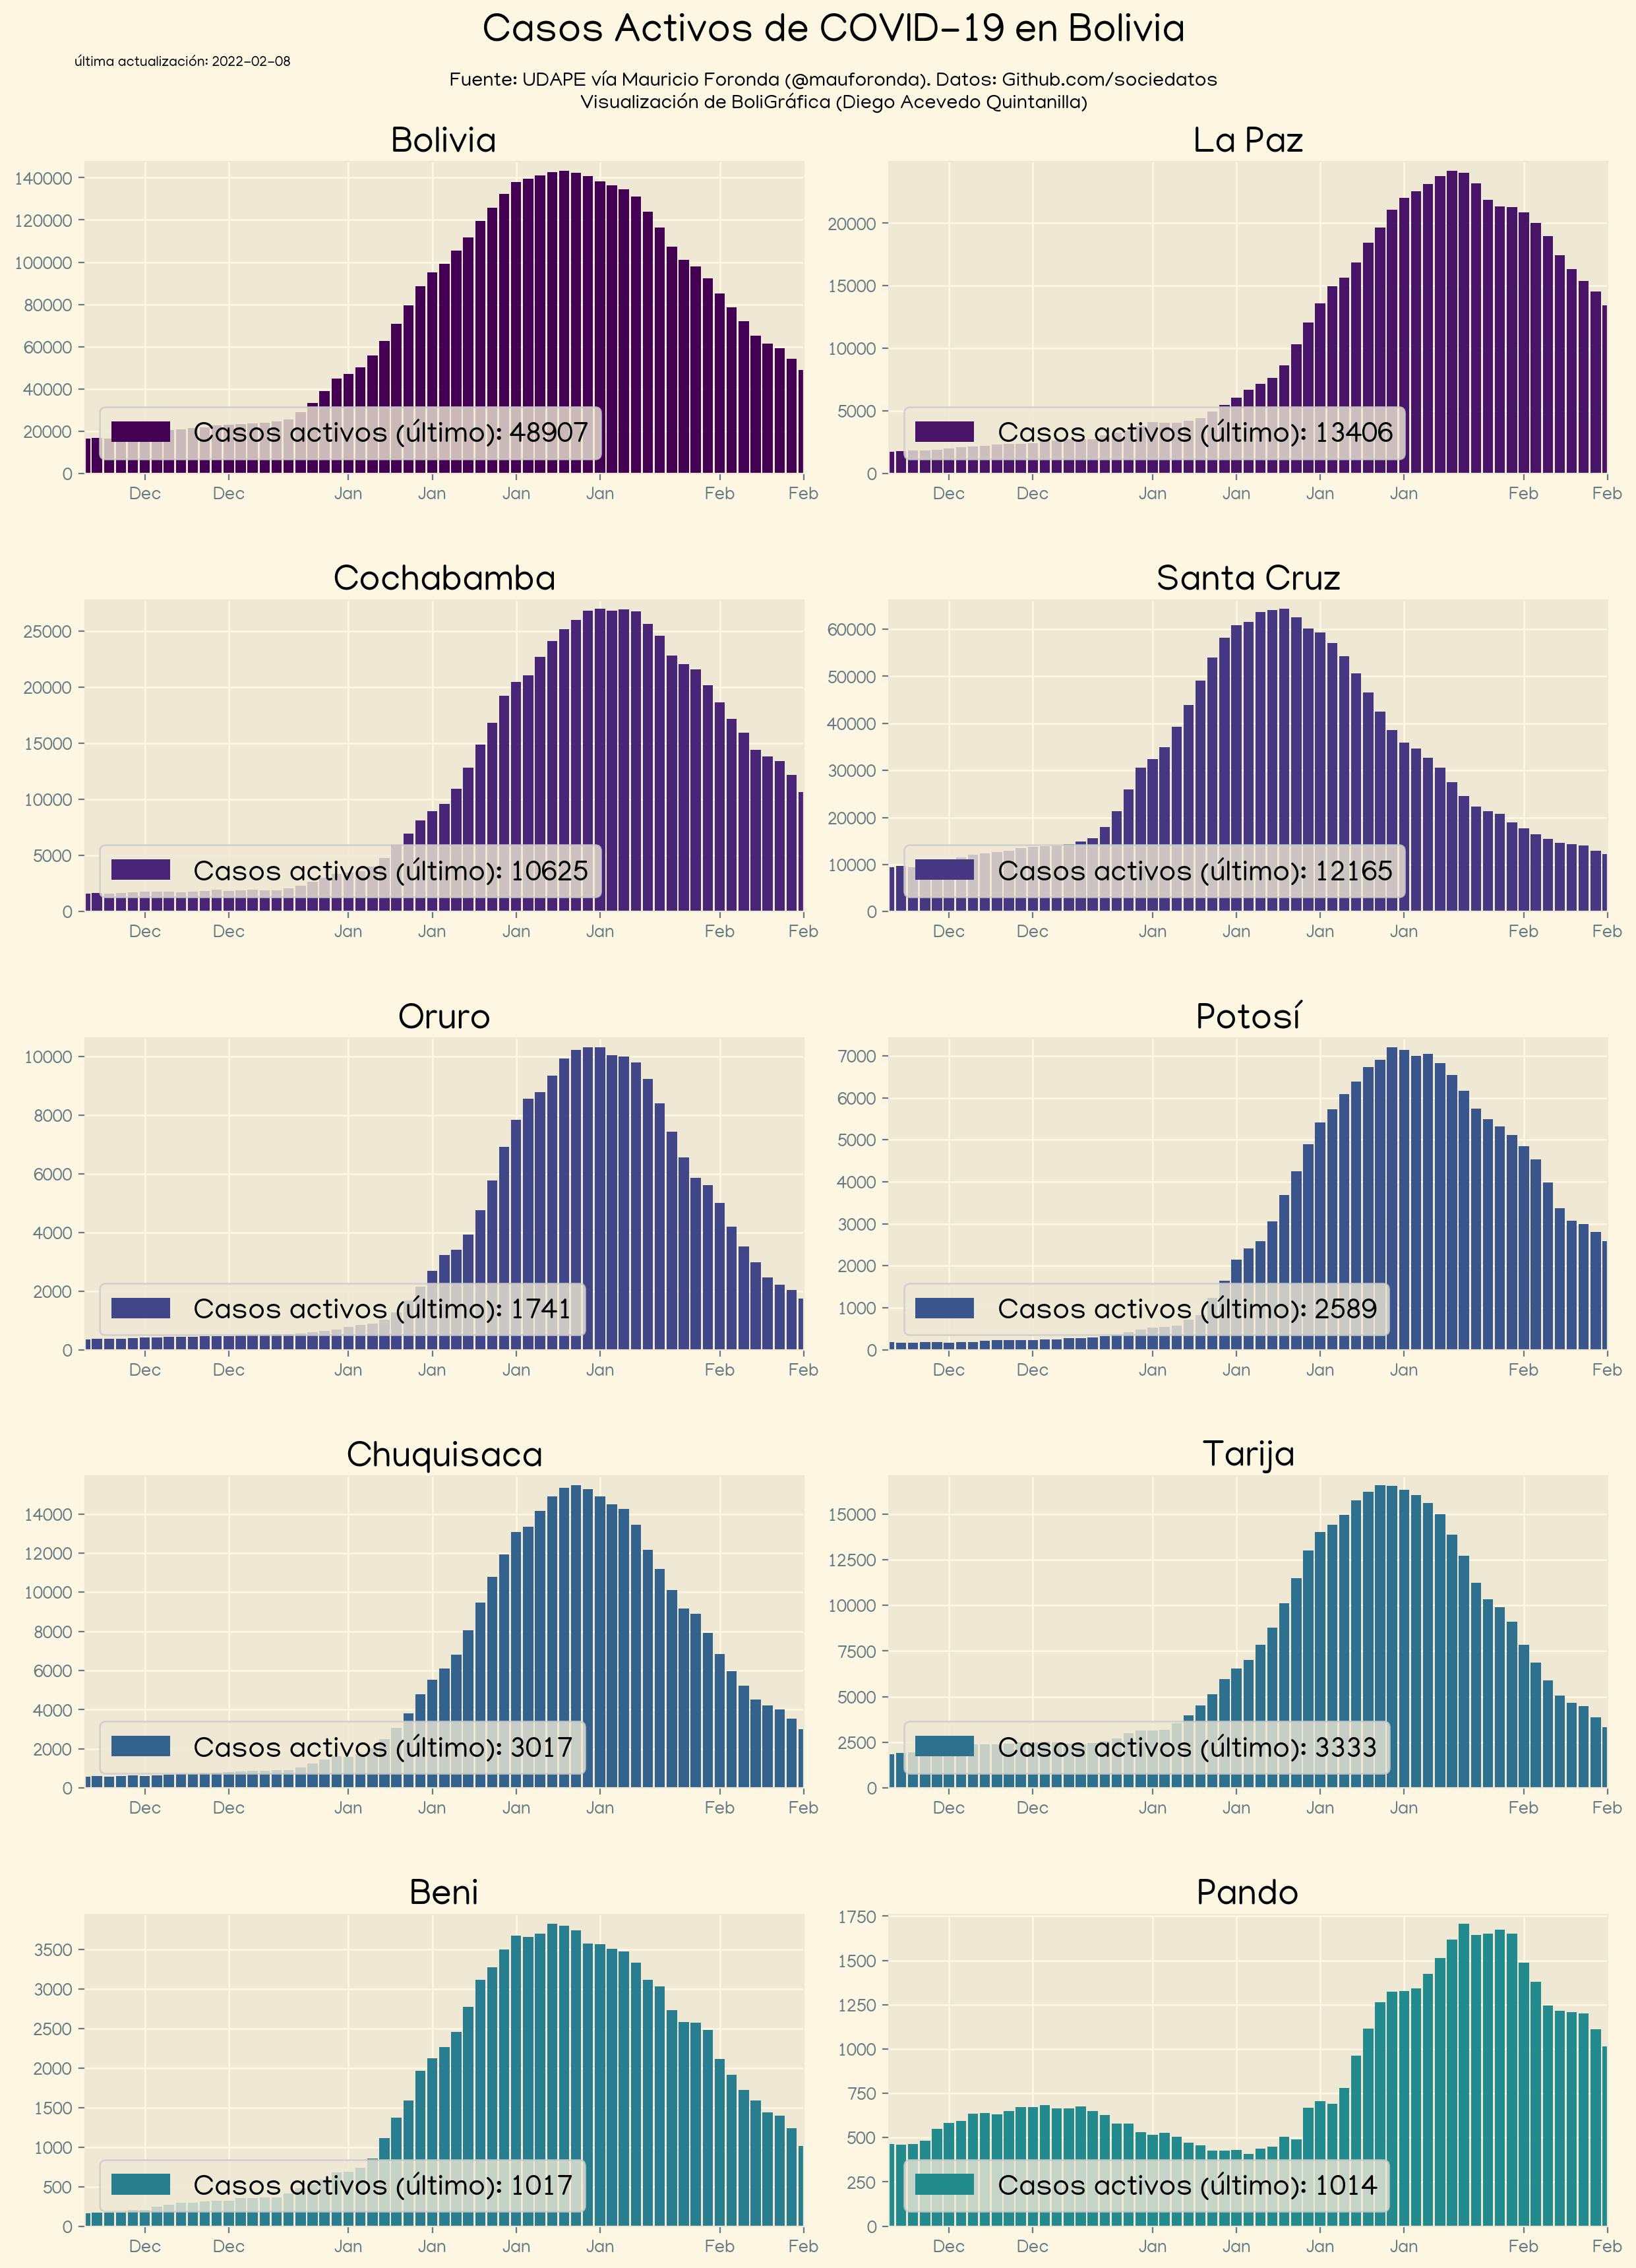 Casos Activos de COVID-19 en Bolivia
última actualización: 2022-02-08
Fuente: UDAPE vía Mauricio Foronda (@mauforonda). Datos: Github.com/sociedatos
Visualización de BoliGráfica (Diego Acevedo Quintanilla)
Bolivia
140000
120000
100000
80000
60000
40000
20000
0
Casos activos (último): 48907
Dec Dec Jan Jan Jan Jan Feb Feb
La Paz
20000
15000
10000
5000
0
Casos activos (último): 13406
Dec Dec Jan Jan Jan Jan Feb Feb
Cochabamba
25000
20000
15000
10000
5000
0
Casos activos (último): 10625
Dec Dec Jan Jan Jan Jan Feb Feb
Santa Cruz
60000
50000
40000
30000
20000
10000
0
Casos activos (último): 12165
Dec Dec Jan Jan Jan Jan Feb Feb
Oruro
10000
8000
6000
4000
2000
0
Casos activos (último): 1741
Dec Dec Jan Jan Jan Jan Feb Feb
Potosí
7000
6000
5000
4000
3000
2000
1000
0
Casos activos (último): 2589
Dec Dec Jan Jan Jan Jan Feb Feb
Chuquisaca
14000
12000
10000
8000
6000
4000
2000
0
Casos activos (último): 3017
Dec Dec Jan Jan Jan Jan Feb Feb
Tarija
15000
12500
10000
7500
5000
2500
0
Casos activos (último): 3333
Dec Dec Jan Jan Jan Jan Feb Feb
Beni
3500
3000
2500
2000
1500
1000
500
0
Casos activos (último): 1017
Dec Dec Jan Jan Jan Jan Feb Feb
Pando
1750
1500
1250
1000
750
500
250
0
Casos activos (último): 1014
Dec Dec Jan Jan Jan Jan Feb Feb